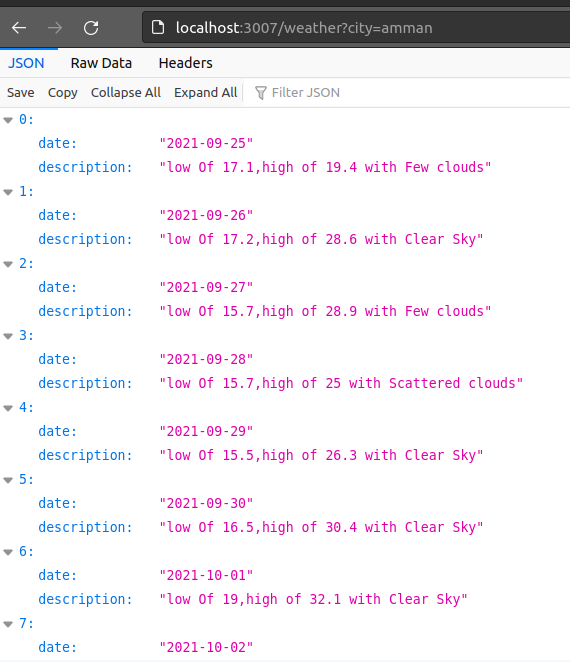 localhost:3007/weather?city=amman
JSON Raw Data Headers
Save Copy Collapse All Expand All Filter JSON
0:
date: "2021-09-25"
description: "low Of 17.1,high of 19.4 with Few clouds"
1:
date: "2021-09-26"
description: "low Of 17.2,high of 28.6 with Clear Sky"
2:
date: "2021-09-27"
description: "low Of 15.7,high of 28.9 with Few clouds"
3:
date: "2021-09-28"
description: "low Of 15.7,high of 25 with Scattered clouds"
4:
date: "2021-09-29"
description: "low Of 15.5,high of 26.3 with Clear Sky"
5:
date: "2021-09-30"
description: "low Of 16.5,high of 30.4 with Clear Sky"
6:
date: "2021-10-01"
description: "low Of 19,high of 32.1 with Clear Sky"
7:
date: "2021-10-02"